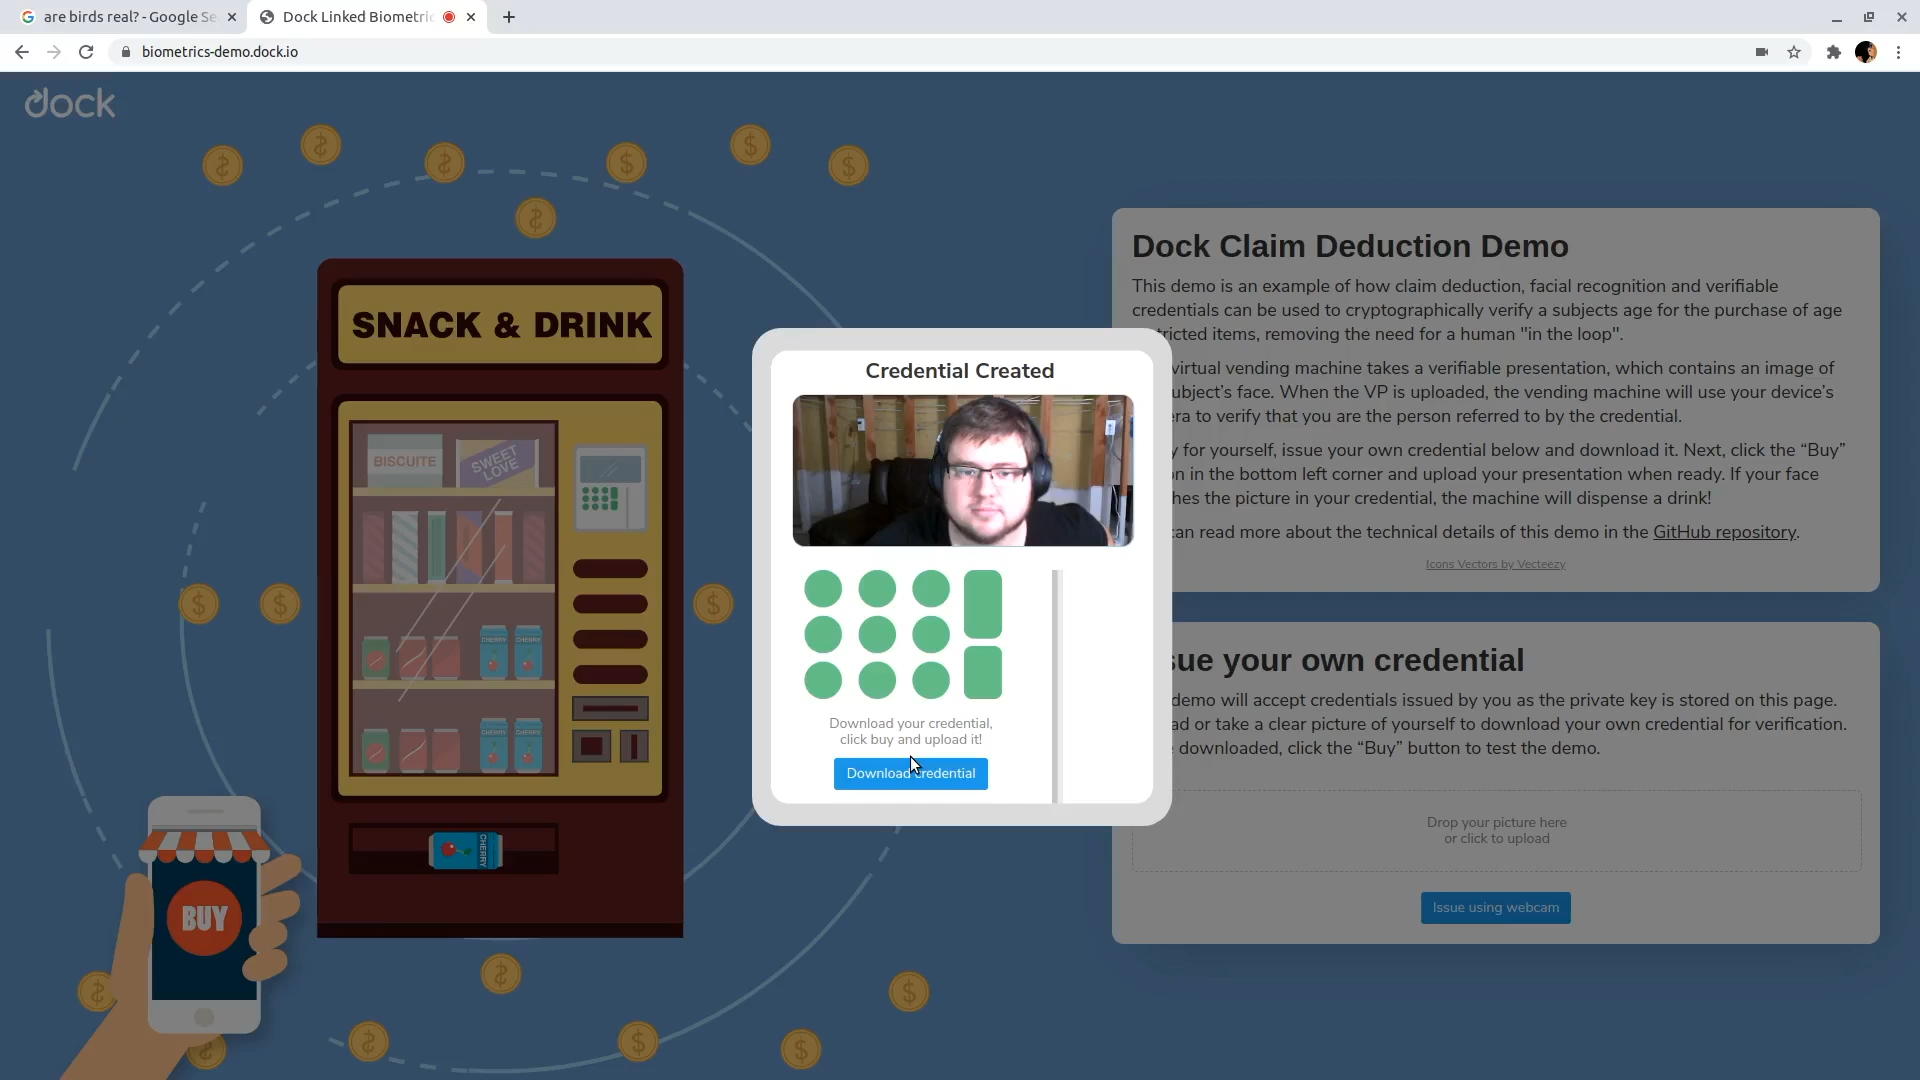 are birds real? - Google Se
Dock Linked Biometric
biometrics-demo.dock.io
dock
SNACK & DRINK
BISCUITE
SWEET LOVE
CHERRY CHERRY
CHERRY CHERRY
CHERRY
BUY
Credential Created
Download your credential,
click buy and upload it!
Download credential
Dock Claim Deduction Demo
This demo is an example of how claim deduction, facial recognition and verifiable
credentials can be used to cryptographically verify a subjects age for the purchase of age
tricted items, removing the need for a human "in the loop".
virtual vending machine takes a verifiable presentation, which contains an image of
ubject’s face. When the VP is uploaded, the vending machine will use your device’s
era to verify that you are the person referred to by the credential.
y for yourself, issue your own credential below and download it. Next, click the “Buy”
on in the bottom left corner and upload your presentation when ready. If your face
hes the picture in your credential, the machine will dispense a drink!
can read more about the technical details of this demo in the GitHub repository.
Icons Vectors by Vecteezy
sue your own credential
demo will accept credentials issued by you as the private key is stored on this page.
ad or take a clear picture of yourself to download your own credential for verification.
e downloaded, click the “Buy” button to test the demo.
Drop your picture here
or click to upload
Issue using webcam